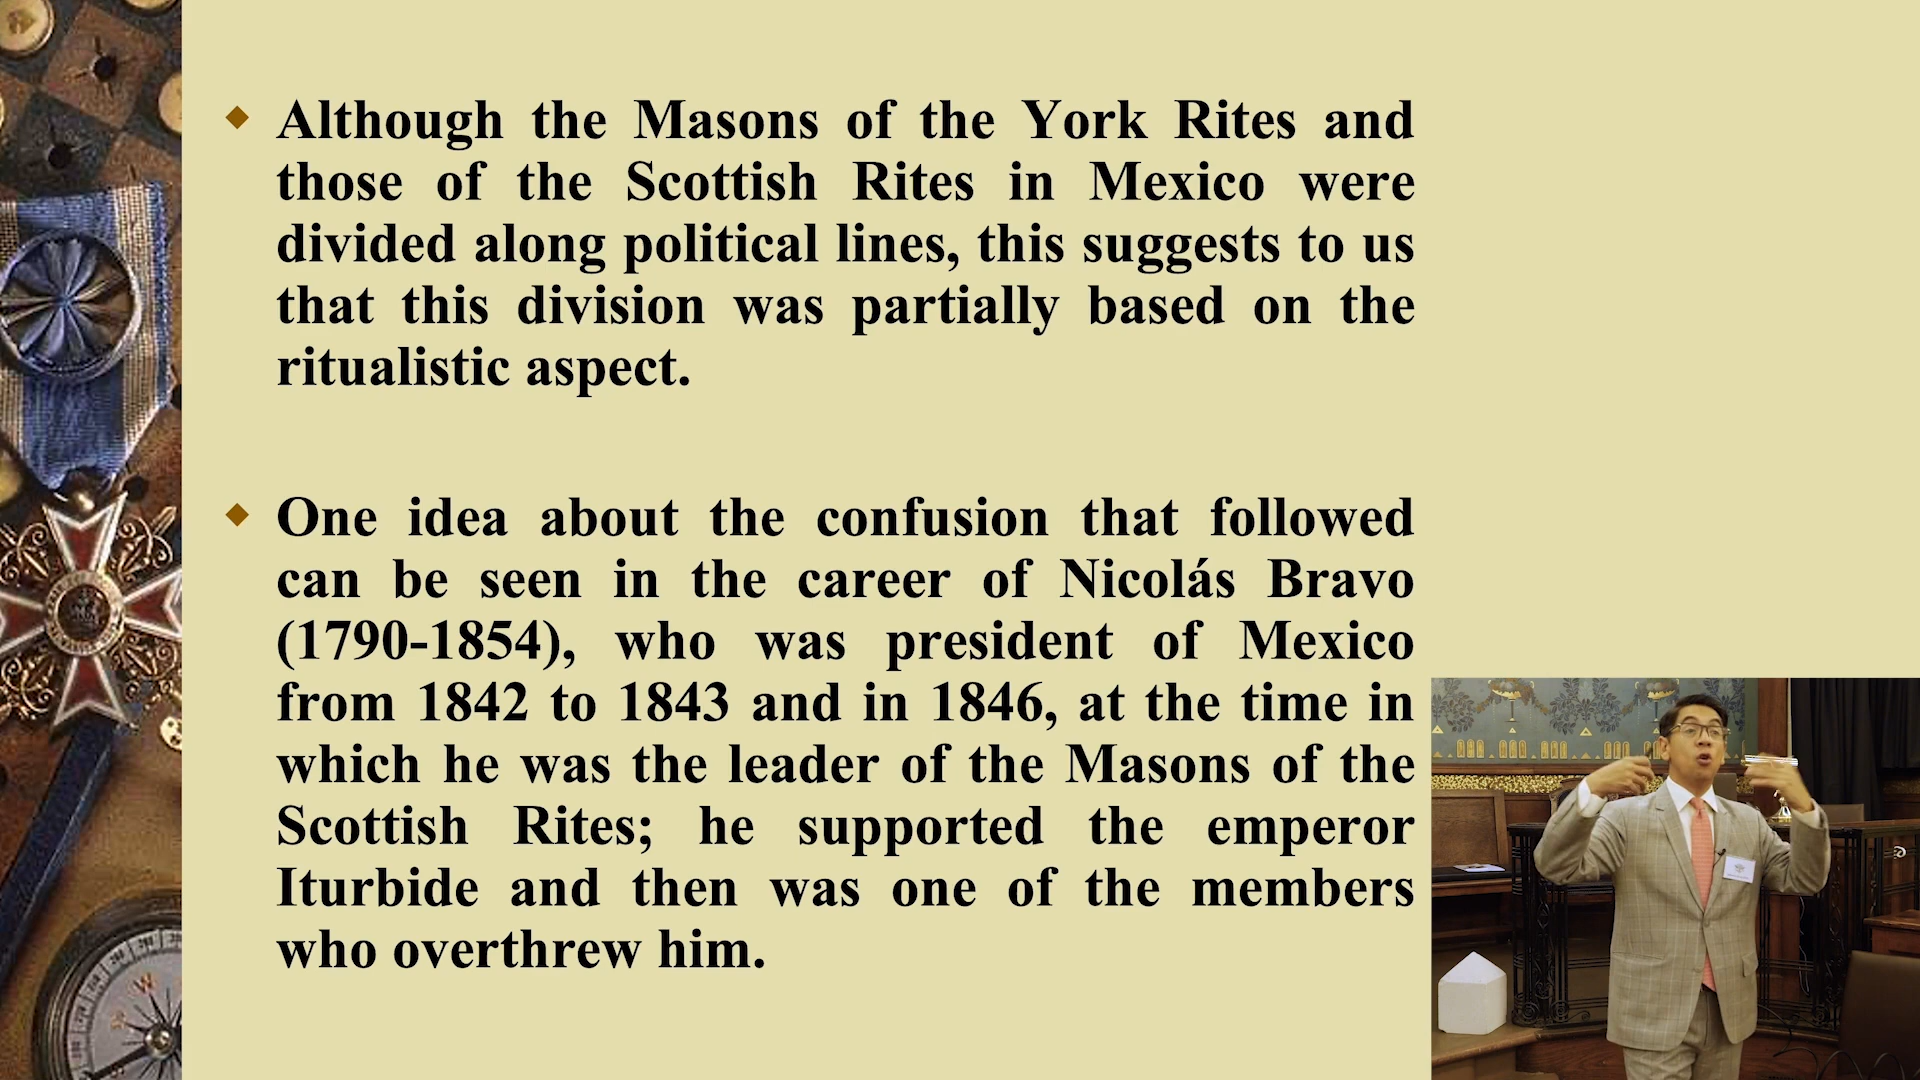 Although the Masons of the York Rites and
those of the Scottish Rites in Mexico were
divided along political lines, this suggests to us
that this division was partially based on the
ritualistic aspect.
One idea about the confusion that followed
can be seen in the career of Nicolás Bravo
(1790-1854), who was president of Mexico
from 1842 to 1843 and in 1846, at the time in
which he was the leader of the Masons of the
Scottish Rites; he supported the emperor
Iturbide and then was one of the members
who overthrew him.